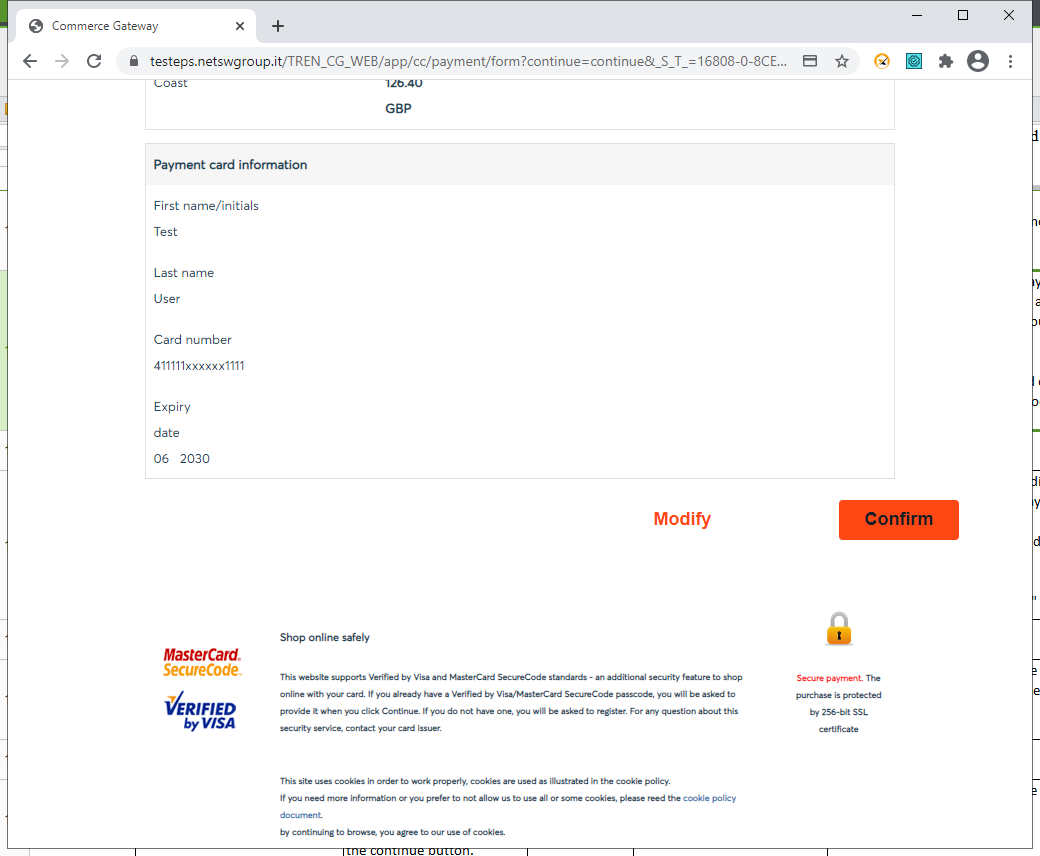 Commerce Gateway
testeps.netswgroup.it/TREN_CG_WEB/app/cc/payment/form?continue=continue&_S_T_=16808-0-8CE...
Coast 126.40
GBP
Payment card information
First name/initials
Test
Last name
User
Card number
411111xxxxxx1111
Expiry
date
06 2030
Modify Confirm
MasterCard.
SecureCode.
VERIFIED
by VISA
Shop online safely
This website supports Verified by Visa and MasterCard SecureCode standards - an additional security feature to shop
online with your card. If you already have a Verified by Visa/MasterCard SecureCode passcode, you will be asked to
provide it when you click Continue. If you do not have one, you will be asked to register. For any question about this
security service, contact your card issuer.
Secure payment. The
purchase is protected
by 256-bit SSL
certificate
This site uses cookies in order to work properly, cookies are used as illustrated in the cookie policy.
If you need more information or you prefer to not allow us to use all or some cookies, please reed the cookie policy
document.
by continuing to browse, you agree to our use of cookies.
the continue button.